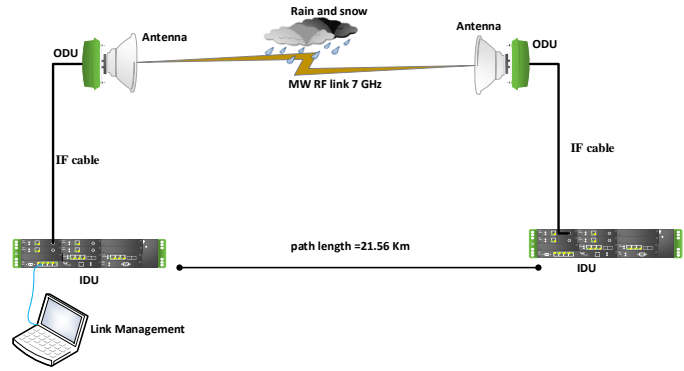 Rain and snow
Antenna
Antenna
ODU
ODU
MW RF link 7 GHz
IF cable
IF cable
path length =21.56 Km
IDU
IDU
Link Management